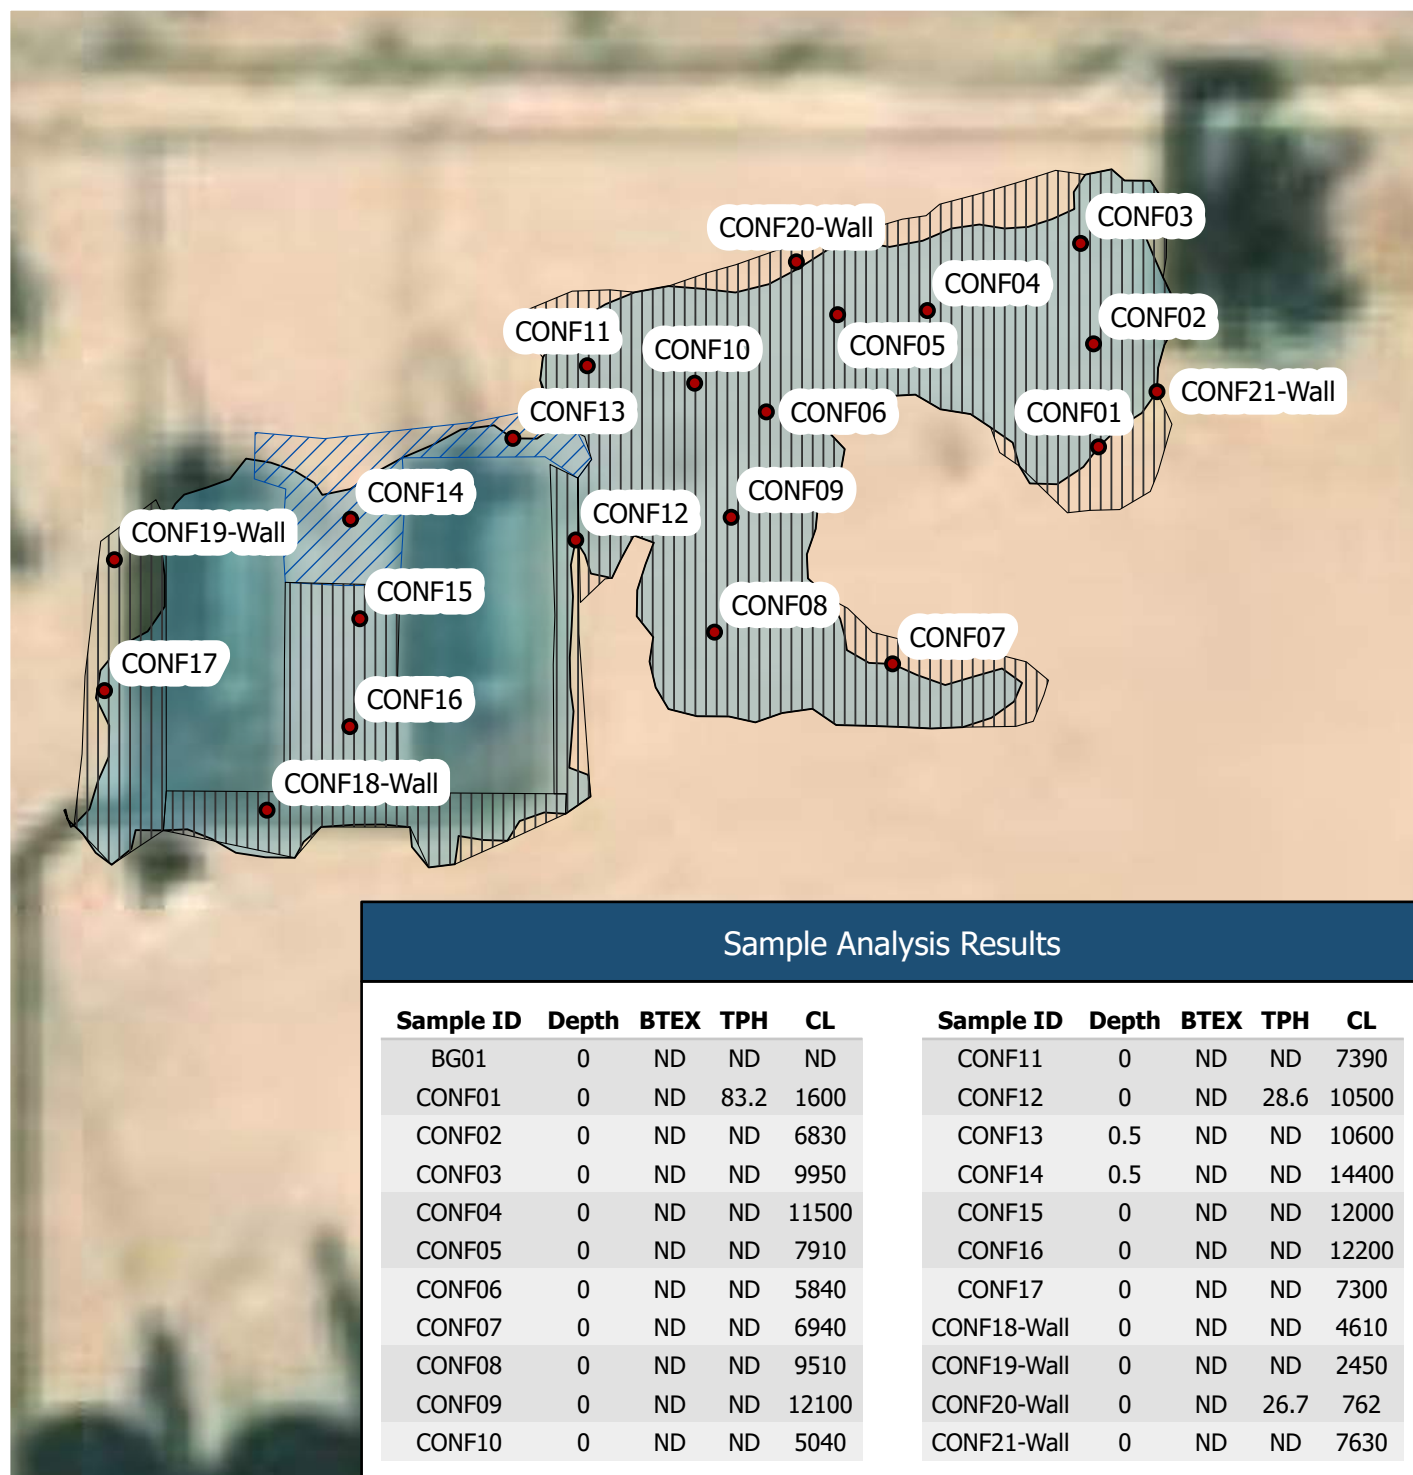 CONF03
CONF20-Wall
CONF04
CONF02
CONF11
CONF10
CONF05
CONF21-Wall
CONF13
CONF06
CONF01
CONF14
CONF09
CONF12
CONF19-Wall
CONF15
CONF08
CONF07
CONF17
CONF16
CONF18-Wall
Sample Analysis Results
Sample ID Depth BTEX TPH CL
BG01 0 ND ND ND
CONF01 0 ND 83.2 1600
CONF02 0 ND ND 6830
CONF03 0 ND ND 9950
CONF04 0 ND ND 11500
CONF05 0 ND ND 7910
CONF06 0 ND ND 5840
CONF07 0 ND ND 6940
CONF08 0 ND ND 9510
CONF09 0 ND ND 12100
CONF10 0 ND ND 5040
Sample ID Depth BTEX TPH CL
CONF11 0 ND ND 7390
CONF12 0 ND 28.6 10500
CONF13 0.5 ND ND 10600
CONF14 0.5 ND ND 14400
CONF15 0 ND ND 12000
CONF16 0 ND ND 12200
CONF17 0 ND ND 7300
CONF18-Wall 0 ND ND 4610
CONF19-Wall 0 ND ND 2450
CONF20-Wall 0 ND 26.7 762
CONF21-Wall 0 ND ND 7630